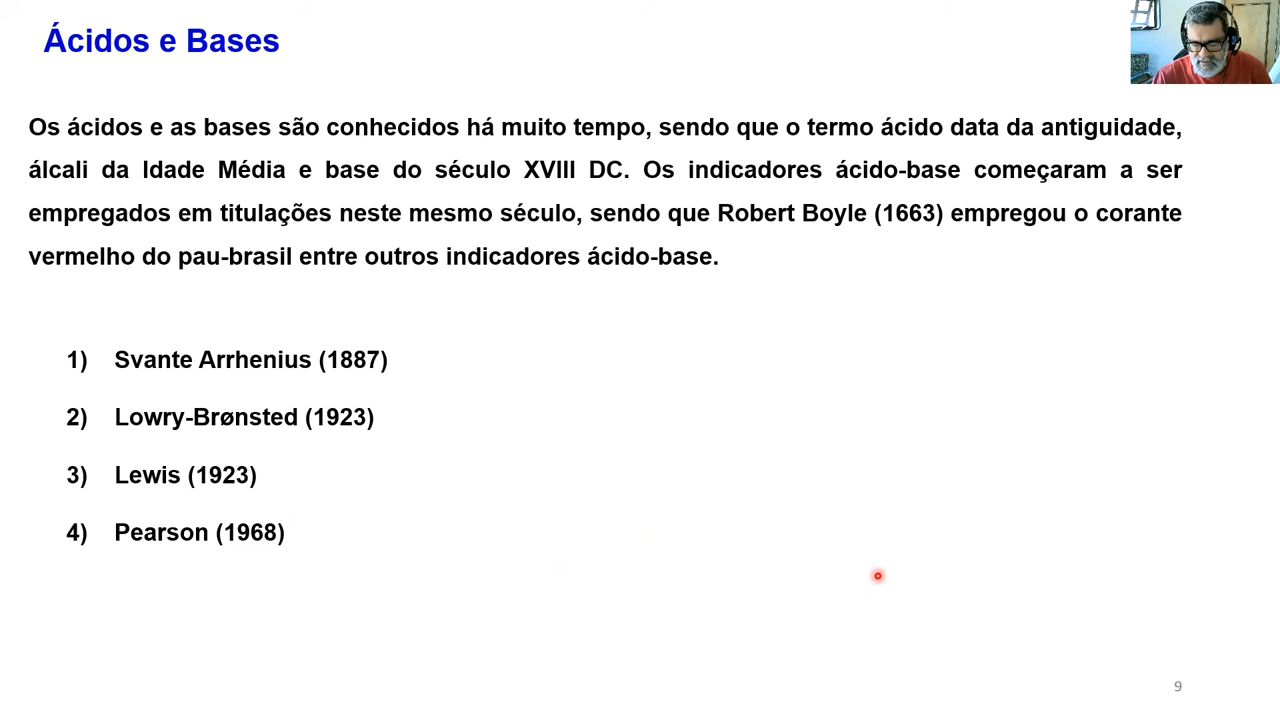 Ácidos e Bases
Os ácidos e as bases são conhecidos há muito tempo, sendo que o termo ácido data da antiguidade,
álcali da Idade Média e base do século XVIII DC. Os indicadores ácido-base começaram a ser
empregados em titulações neste mesmo século, sendo que Robert Boyle (1663) empregou o corante
vermelho do pau-brasil entre outros indicadores ácido-base.
1) Svante Arrhenius (1887)
2) Lowry-Brønsted (1923)
3) Lewis (1923)
4) Pearson (1968)
9